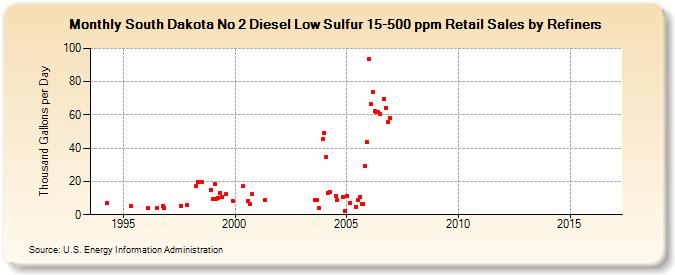 Monthly South Dakota No 2 Diesel Low Sulfur 15-500 ppm Retail Sales by Refiners
Thousand Gallons per Day
100
80
60
40
20
0
1995 2000 2005 2010 2015
Source: U.S. Energy Information Administration